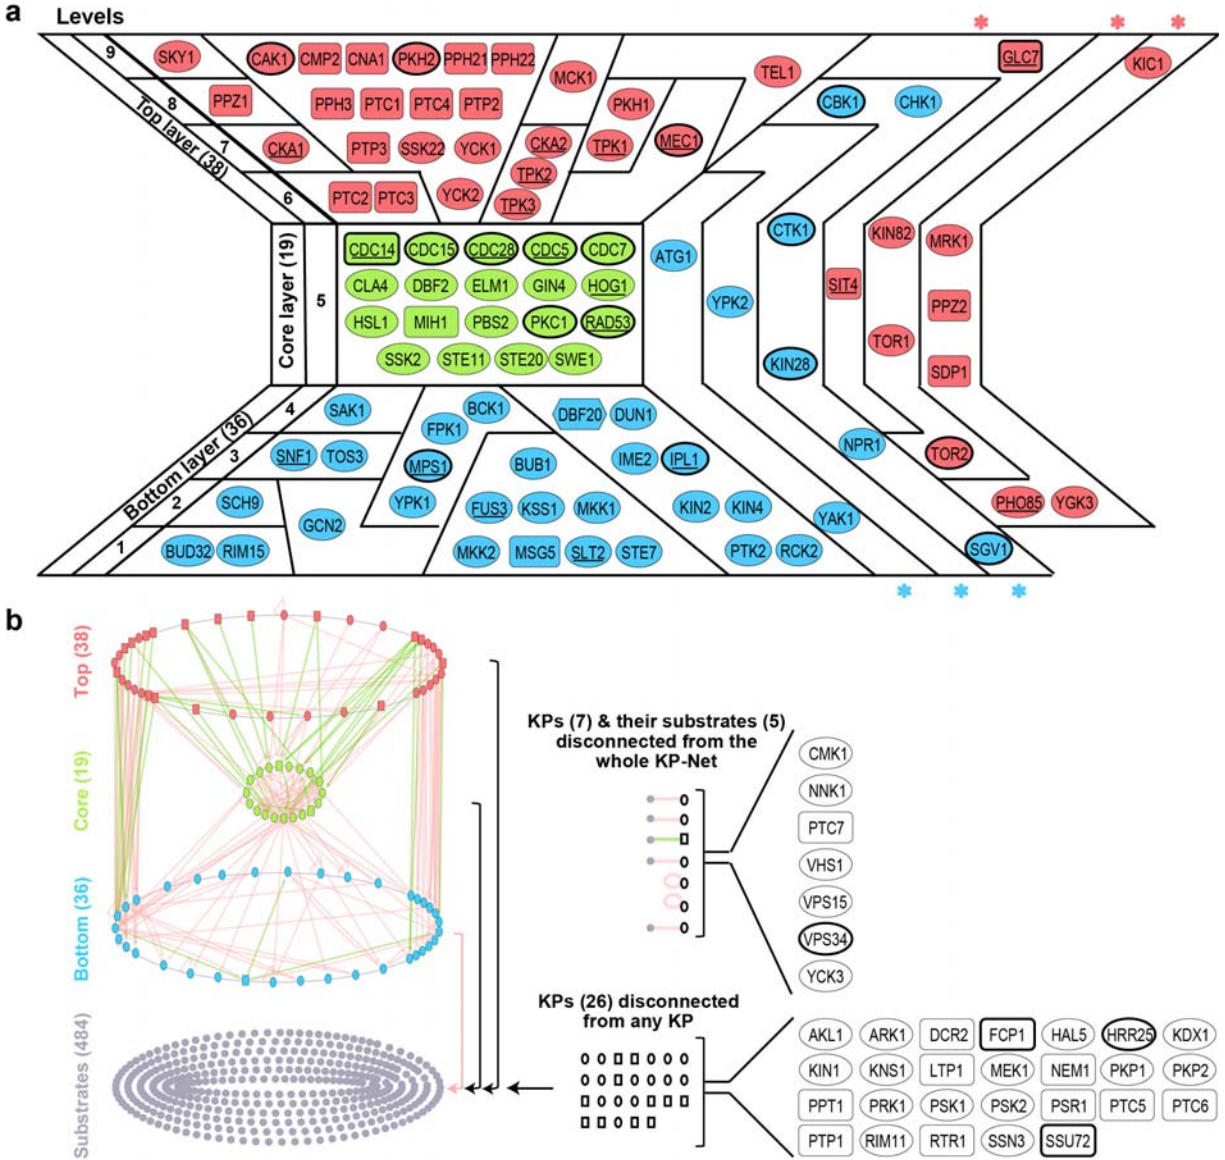 a
Levels
* * *
9 SKY1 CAK1 CMP2 CNA1 PKH2 PPH21 PPH22 MCK1 TEL1 GLC7 KIC1
8 PPZ1 PPH3 PTC1 PTC4 PTP2 PKH1 CBK1 CHK1
Top layer (38)
7 CKA1 PTP3 SSK22 YCK1 CKA2 TPK1 MEC1
TPK2
6 PTC2 PTC3 YCK2 TPK3
Core layer (19)
5
CDC14 CDC15 CDC28 CDC5 CDC7 ATG1 CTK1 KIN82 MRK1
CLA4 DBF2 ELM1 GIN4 HOG1 YPK2 SIT4 PPZ2
HSL1 MIH1 PBS2 PKC1 RAD53 TOR1
SSK2 STE11 STE20 SWE1 KIN28 SDP1
Bottom layer (36)
4 SAK1 BCK1 DBF20 DUN1
FPK1 NPR1
3 SNF1 TOS3 MPS1 BUB1 IME2 IPL1 TOR2
2 SCH9 GCN2 YPK1 FUS3 KSS1 MKK1 KIN2 KIN4 YAK1 PHO85 YGK3
1 BUD32 RIM15 MKK2 MSG5 SLT2 STE7 PTK2 RCK2 SGV1
* * *
b
Top (38)
Core (19)
Bottom (36)
Substrates (484)
KPs (7) & their substrates (5)
disconnected from the
whole KP-Net
CMK1
NNK1
PTC7
VHS1
VPS15
VPS34
YCK3
KPs (26) disconnected
from any KP
AKL1 ARK1 DCR2 FCP1 HAL5 HRR25 KDX1
KIN1 KNS1 LTP1 MEK1 NEM1 PKP1 PKP2
PPT1 PRK1 PSK1 PSK2 PSR1 PTC5 PTC6
PTP1 RIM11 RTR1 SSN3 SSU72